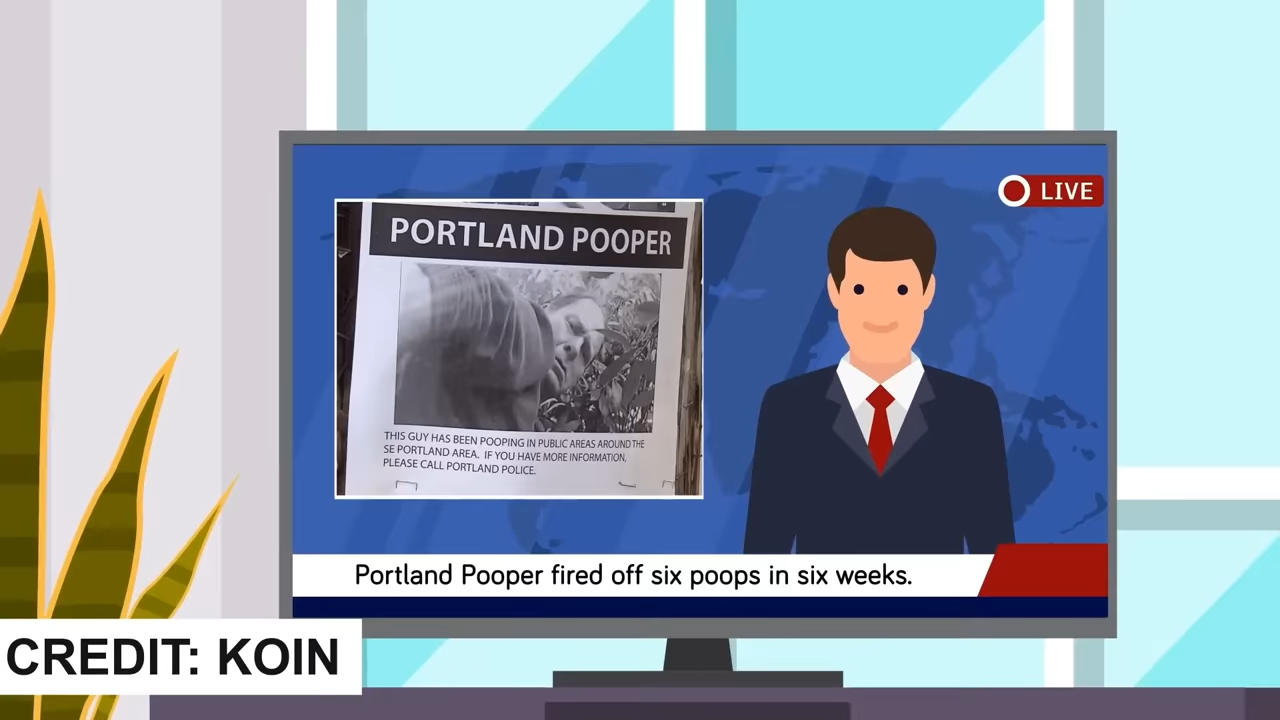 LIVE
PORTLAND POOPER
THIS GUY HAS BEEN POOPING IN PUBLIC AREAS AROUND THE
SE PORTLAND AREA. IF YOU HAVE MORE INFORMATION,
PLEASE CALL PORTLAND POLICE.
Portland Pooper fired off six poops in six weeks.
CREDIT: KOIN